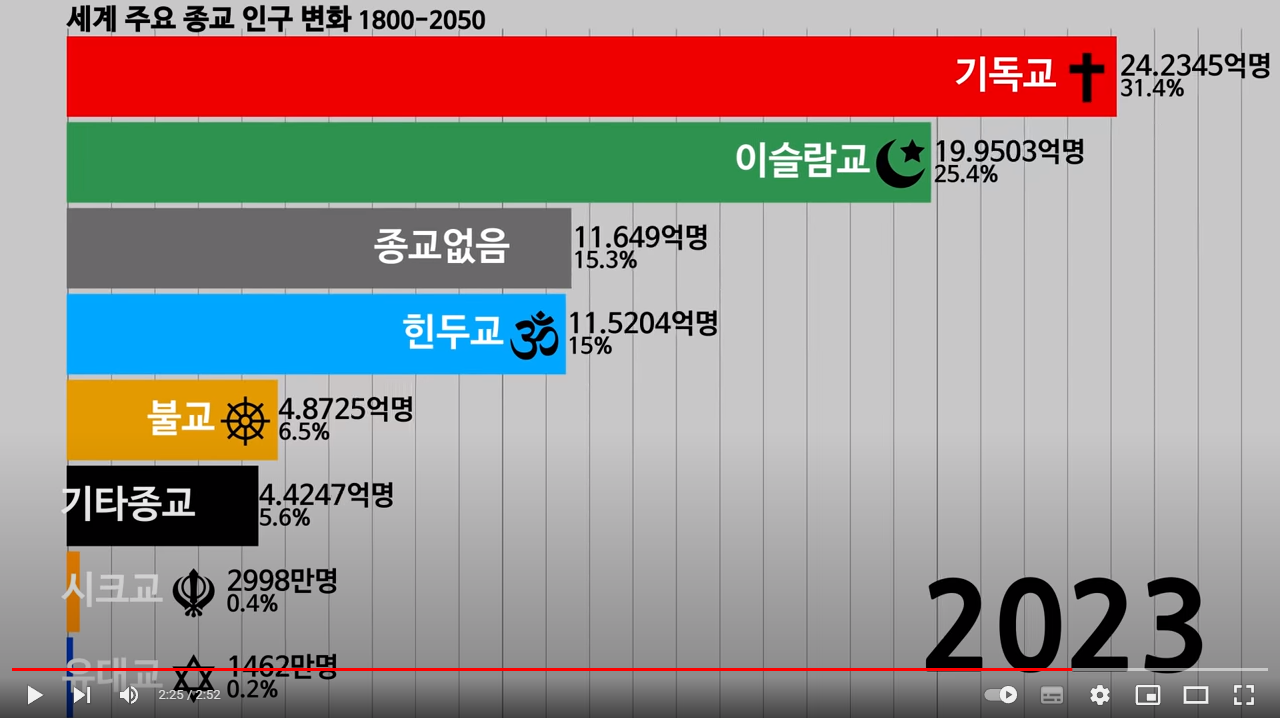 세계 주요 종교 인구 변화 1800-2050
기독교 24.2345억명
31.4%
이슬람교 19.9503억명
25.4%
종교없음 11.649억명
15.3%
힌두교 11.5204억명
15%
불교 4.8725억명
6.5%
기타종교 4.4247억명
5.6%
시크교 2998만명
0.4%
유대교 1462만명
0.2%
2023
2:25 / 2:52